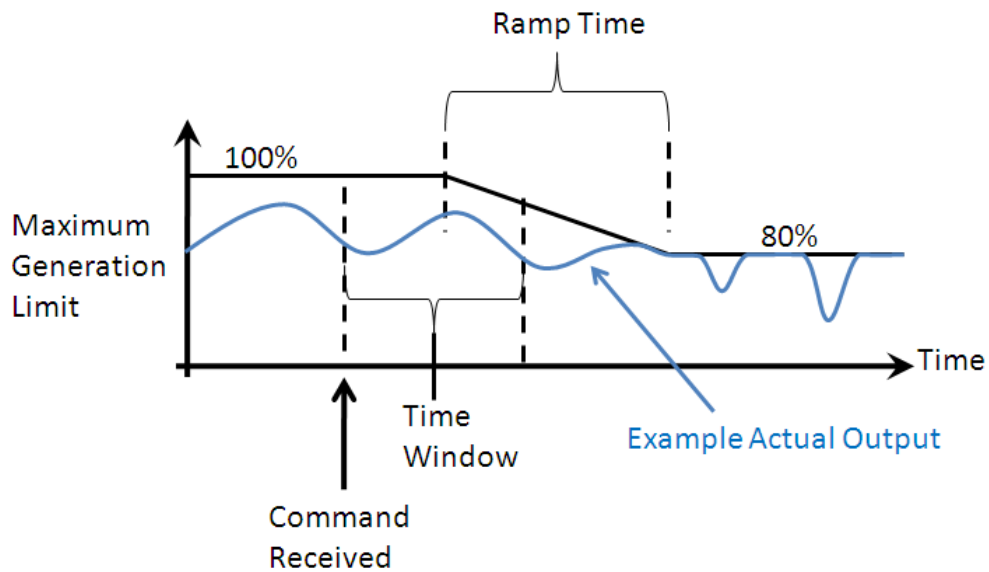 Ramp Time
100%
Maximum
Generation
Limit
80%
Time
Time
Window
Example Actual Output
Command
Received